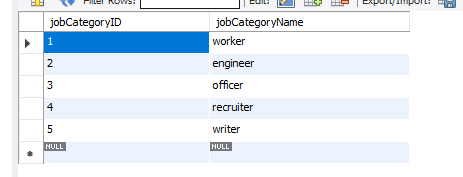 Filter Rows: Edit: Export/Import:
jobCategoryID jobCategoryName
1 worker
2 engineer
3 officer
4 recruiter
5 writer
NULL NULL